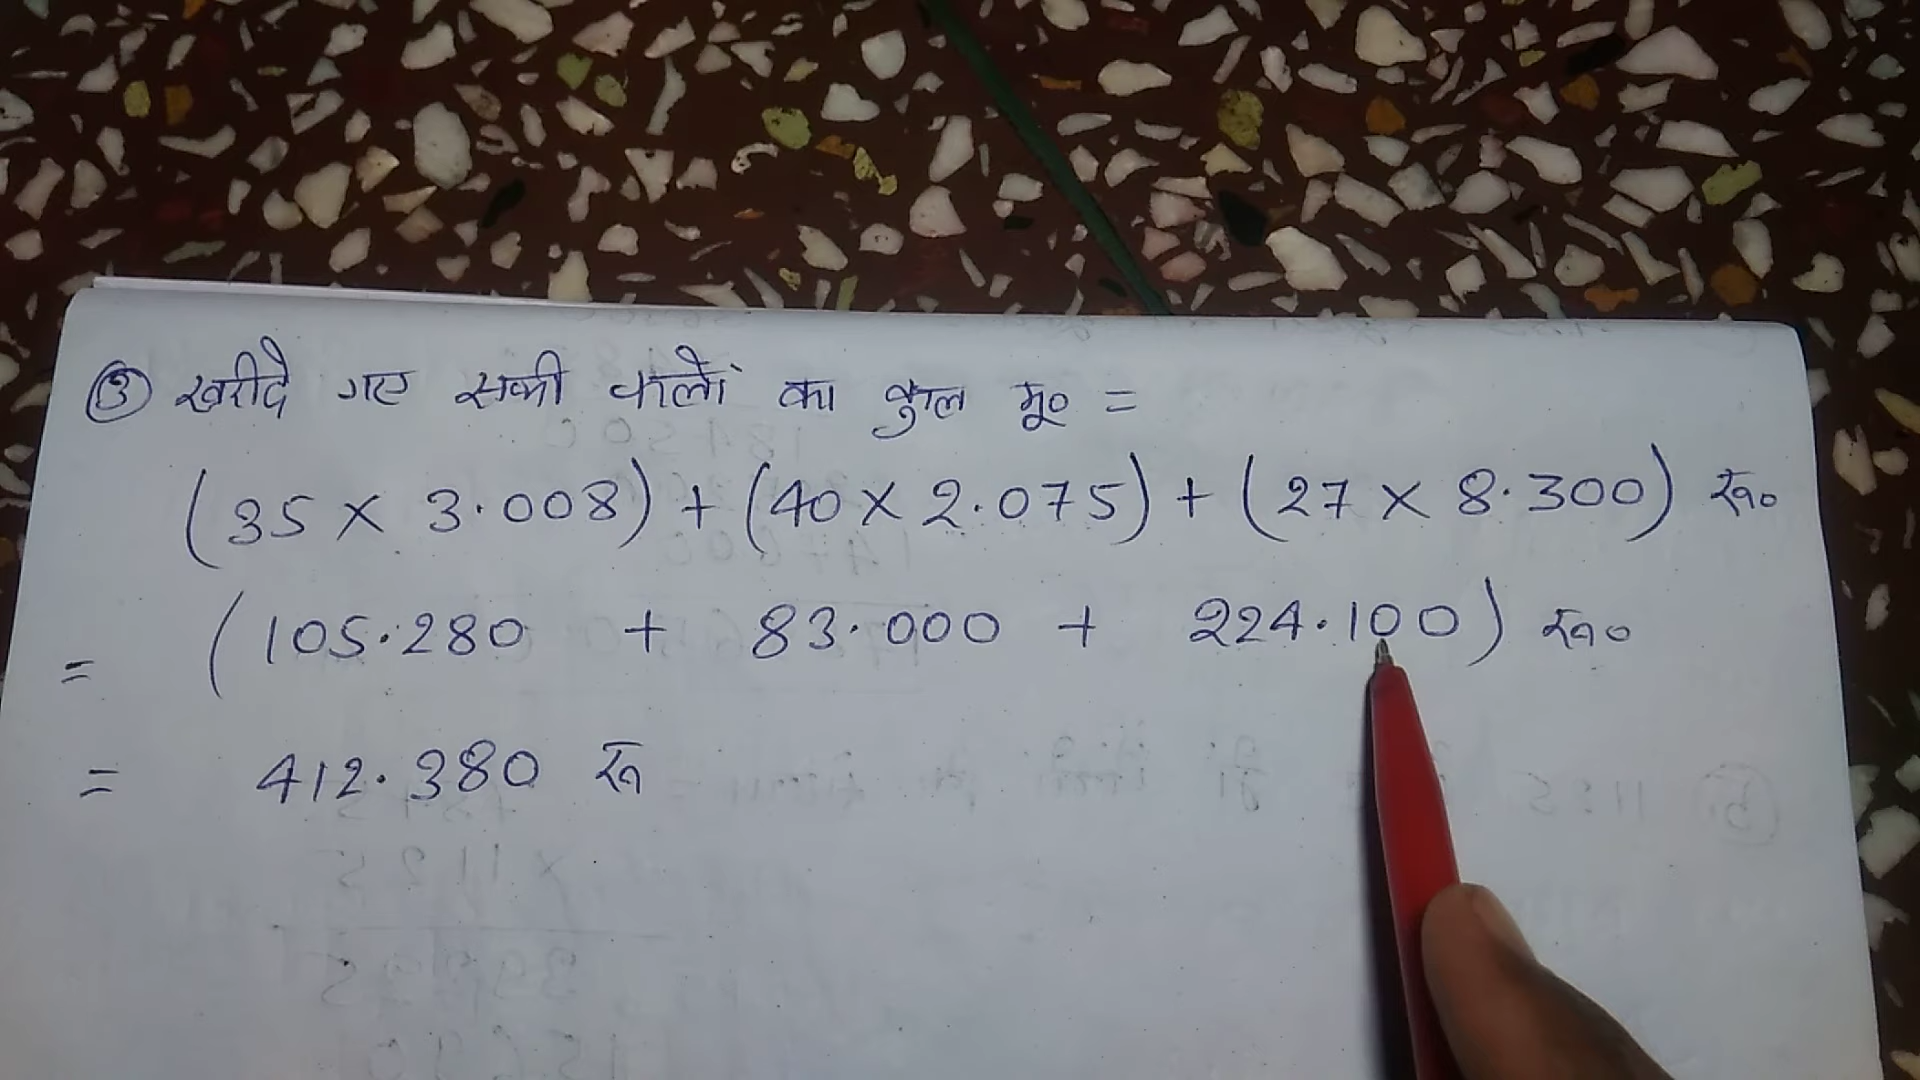 ③ खरीदे गए सभी फलों का कुल मू० =
(35 × 3.008) + (40 × 2.075) + (27 × 8.300) रू०
= (105.280 + 83.000 + 224.100) रू०
= 412.380 रू